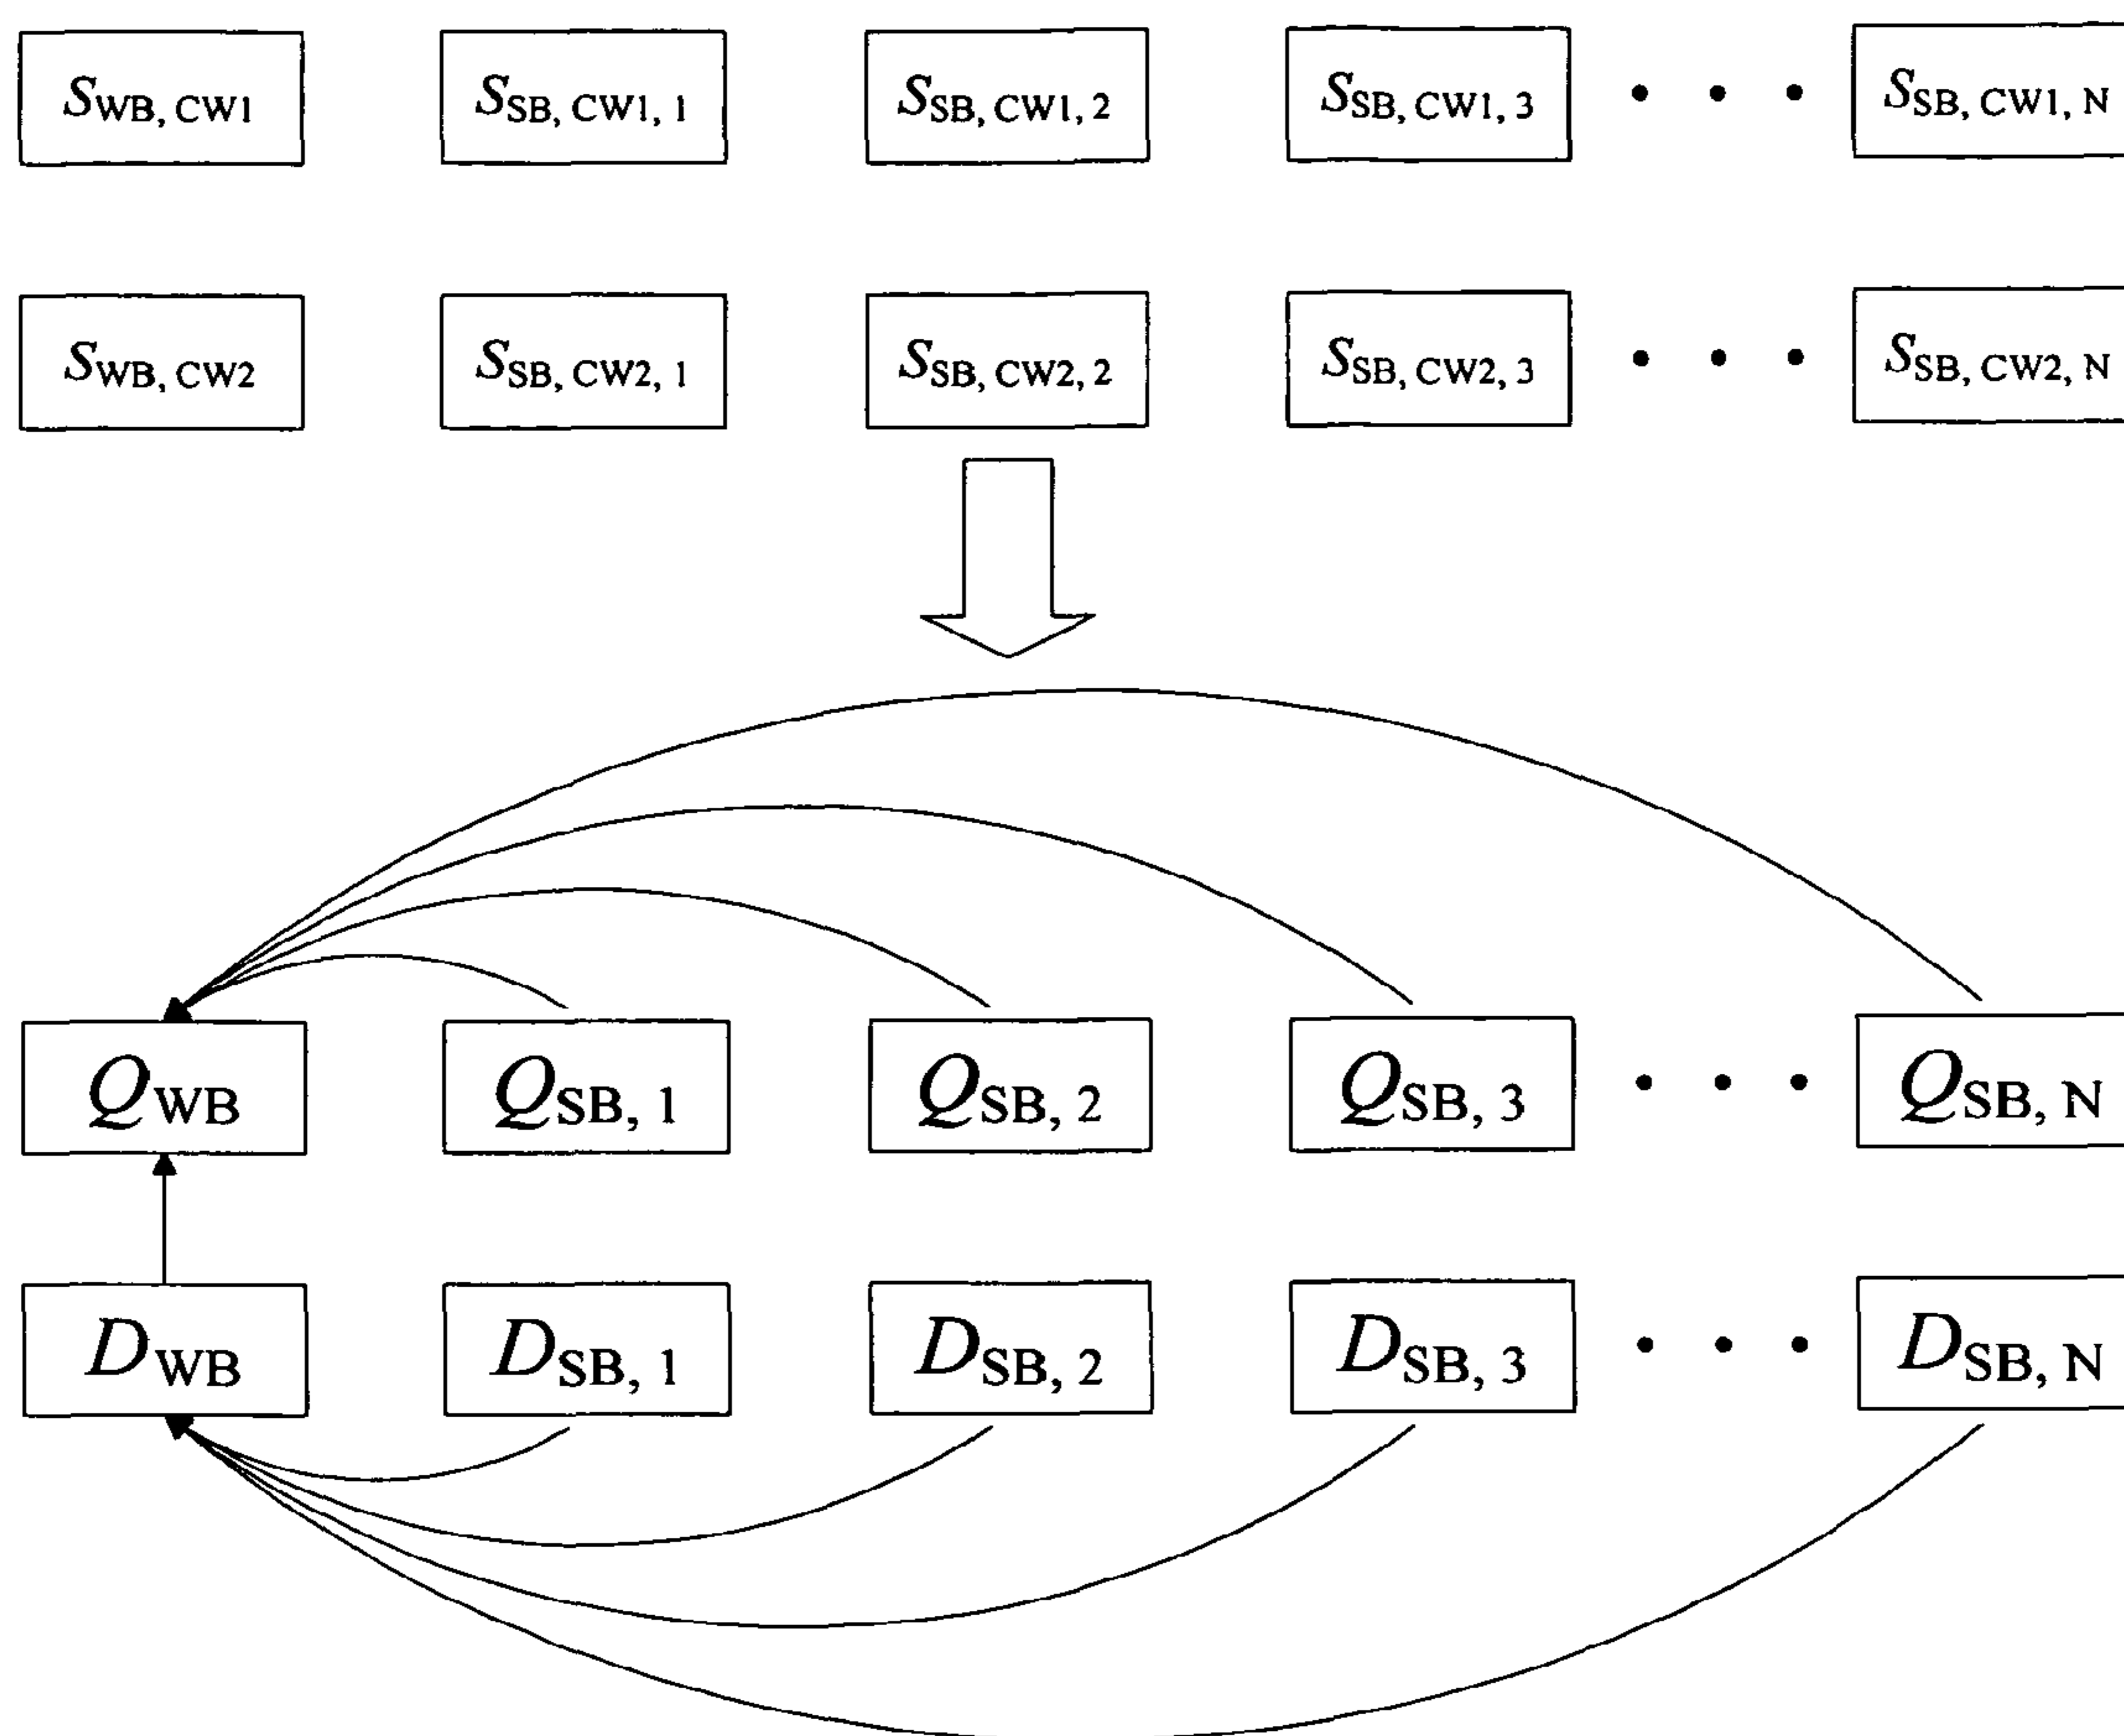 SWB, CW1 SSB, CW1, 1 SSB, CW1, 2 SSB, CW1, 3 • • • SSB, CW1, N
SWB, CW2 SSB, CW2, 1 SSB, CW2, 2 SSB, CW2, 3 • • • SSB, CW2, N
QWB QSB, 1 QSB, 2 QSB, 3 • • • QSB, N
DWB DSB, 1 DSB, 2 DSB, 3 • • • DSB, N